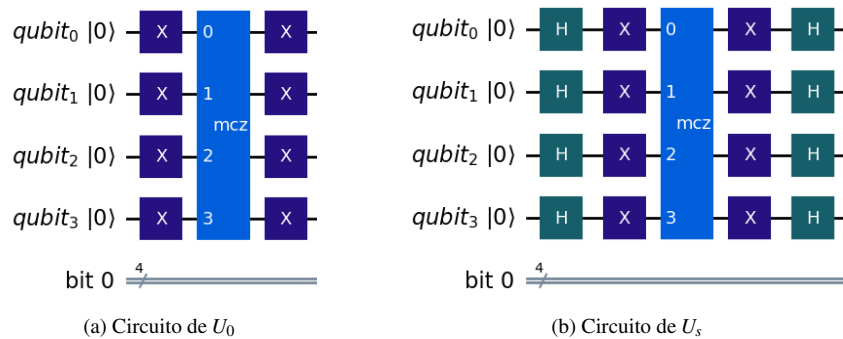 qubit₀ |0⟩ X 0 X
qubit₁ |0⟩ X 1 X
mcz
qubit₂ |0⟩ X 2 X
qubit₃ |0⟩ X 3 X
4
bit 0
(a) Circuito de U₀
qubit₀ |0⟩ H X 0 X H
qubit₁ |0⟩ H X 1 X H
mcz
qubit₂ |0⟩ H X 2 X H
qubit₃ |0⟩ H X 3 X H
4
bit 0
(b) Circuito de Uₛ